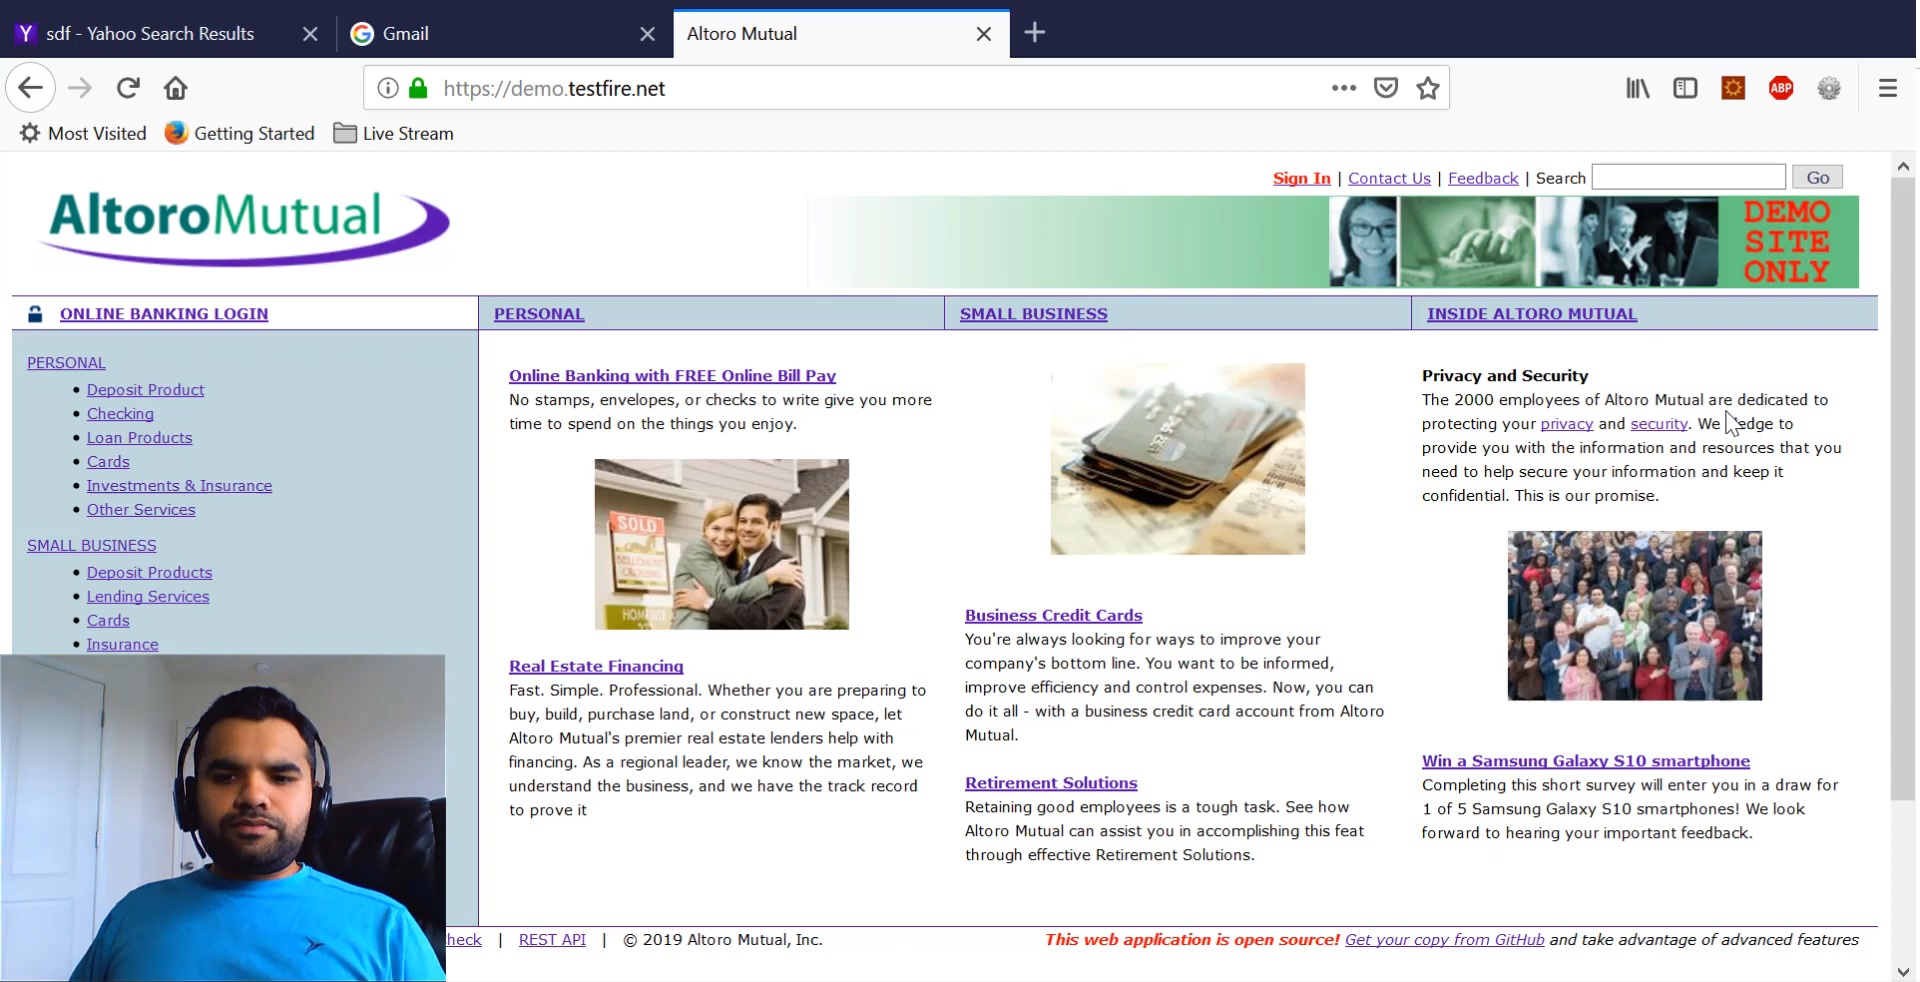 sdf - Yahoo Search Results
Gmail
Altoro Mutual
https://demo.testfire.net
ABP
Most Visited
Getting Started
Live Stream
Sign In | Contact Us | Feedback | Search
Go
AltoroMutual
DEMO
SITE
ONLY
ONLINE BANKING LOGIN
PERSONAL
SMALL BUSINESS
INSIDE ALTORO MUTUAL
PERSONAL
Deposit Product
Checking
Loan Products
Cards
Investments & Insurance
Other Services
SMALL BUSINESS
Deposit Products
Lending Services
Cards
Insurance
Online Banking with FREE Online Bill Pay
No stamps, envelopes, or checks to write give you more
time to spend on the things you enjoy.
SOLD
Real Estate Financing
Fast. Simple. Professional. Whether you are preparing to
buy, build, purchase land, or construct new space, let
Altoro Mutual's premier real estate lenders help with
financing. As a regional leader, we know the market, we
understand the business, and we have the track record
to prove it
Business Credit Cards
You're always looking for ways to improve your
company's bottom line. You want to be informed,
improve efficiency and control expenses. Now, you can
do it all - with a business credit card account from Altoro
Mutual.
Retirement Solutions
Retaining good employees is a tough task. See how
Altoro Mutual can assist you in accomplishing this feat
through effective Retirement Solutions.
Privacy and Security
The 2000 employees of Altoro Mutual are dedicated to
protecting your privacy and security. We pledge to
provide you with the information and resources that you
need to help secure your information and keep it
confidential. This is our promise.
Win a Samsung Galaxy S10 smartphone
Completing this short survey will enter you in a draw for
1 of 5 Samsung Galaxy S10 smartphones! We look
forward to hearing your important feedback.
heck | REST API | © 2019 Altoro Mutual, Inc.
This web application is open source! Get your copy from GitHub and take advantage of advanced features